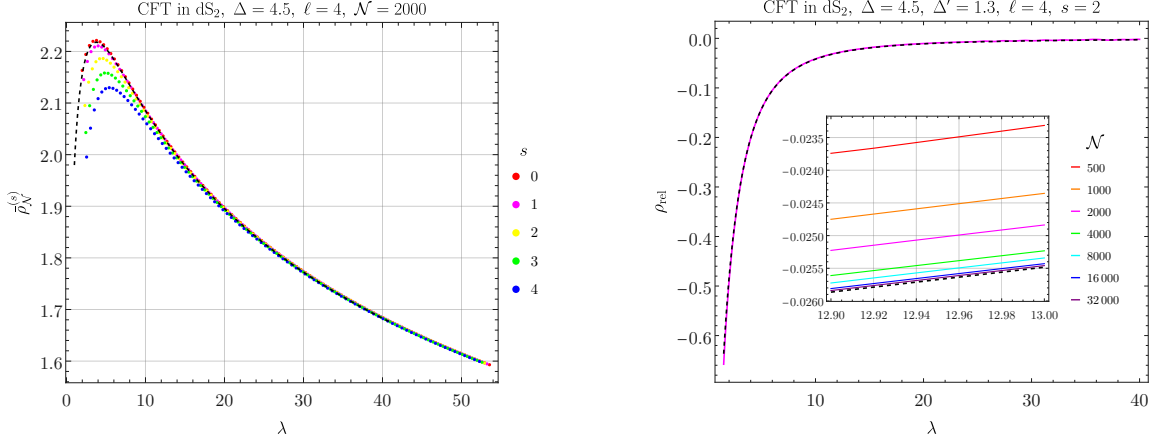 CFT in dS₂, Δ = 4.5, ℓ = 4, 𝒩 = 2000
2.2
2.1
2.0
1.9
1.8
1.7
1.6
ρ̄_𝒩^(s)
0 10 20 30 40 50
λ
s
0
1
2
3
4
CFT in dS₂, Δ = 4.5, Δ′ = 1.3, ℓ = 4, s = 2
0.0
−0.1
−0.2
−0.3
−0.4
−0.5
−0.6
ρ_rel
10 20 30 40
λ
−0.0235
−0.0240
−0.0245
−0.0250
−0.0255
−0.0260
12.90 12.92 12.94 12.96 12.98 13.00
𝒩
500
1000
2000
4000
8000
16 000
32 000